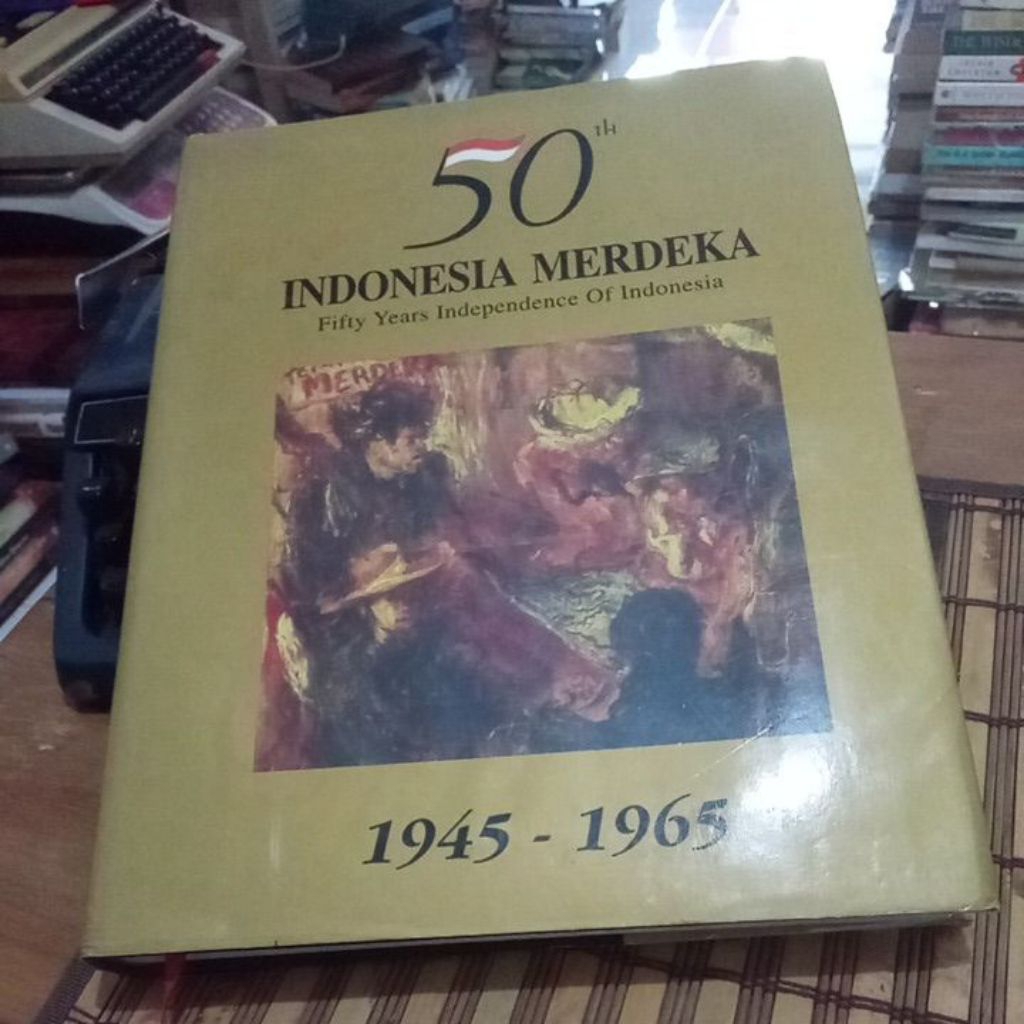 50th
INDONESIA MERDEKA
Fifty Years Independence Of Indonesia
MERDEKA
1945 - 1965